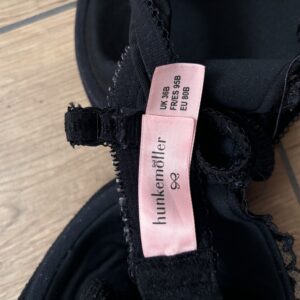 UK 36B
FR/ES 95B
EU 80B
hunkemöller